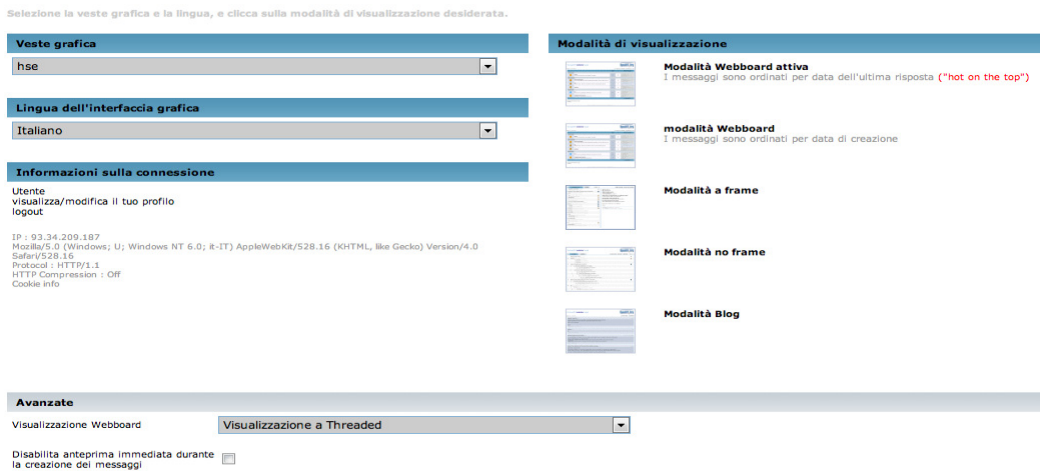 Selezione la veste grafica e la lingua, e clicca sulla modalità di visualizzazione desiderata.
Veste grafica
hse
Lingua dell'interfaccia grafica
Italiano
Informazioni sulla connessione
Utente
visualizza/modifica il tuo profilo
logout
IP : 93.34.209.187
Mozilla/5.0 (Windows; U; Windows NT 6.0; it-IT) AppleWebKit/528.16 (KHTML, like Gecko) Version/4.0
Safari/528.16
Protocol : HTTP/1.1
HTTP Compression : Off
Cookie info
Modalità di visualizzazione
Modalità Webboard attiva
I messaggi sono ordinati per data dell'ultima risposta ("hot on the top")
modalità Webboard
I messaggi sono ordinati per data di creazione
Modalità a frame
Modalità no frame
Modalità Blog
Avanzate
Visualizzazione Webboard
Visualizzazione a Threaded
Disabilita anteprima immediata durante
la creazione dei messaggi